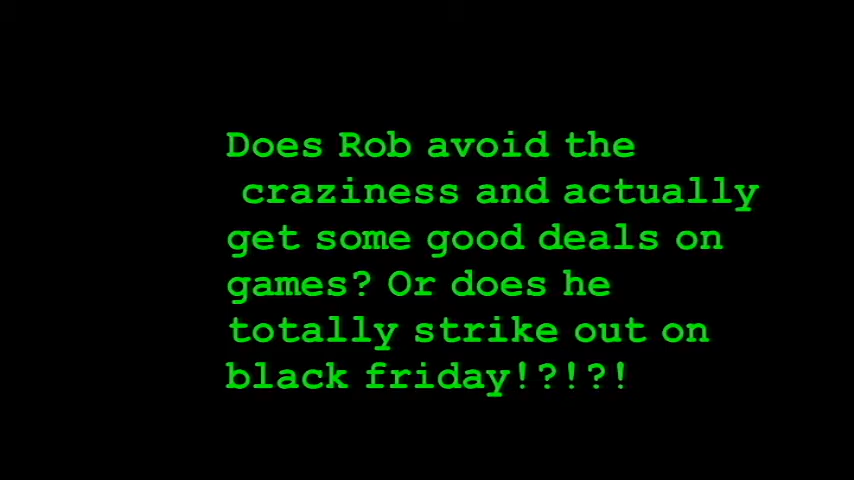 Does Rob avoid the
craziness and actually
get some good deals on
games? Or does he
totally strike out on
black friday!?!?!